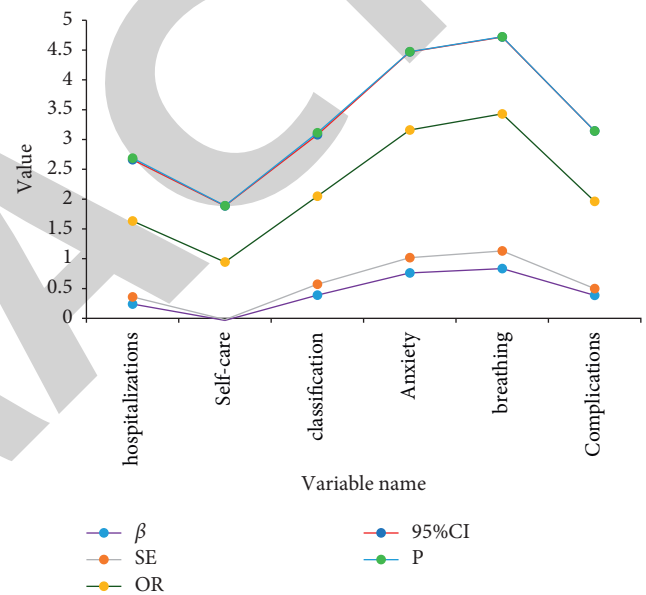 5
4.5
4
3.5
3
2.5
2
1.5
1
0.5
0
Value
hospitalizations
Self-care
classification
Anxiety
breathing
Complications
Variable name
β
SE
OR
95%CI
P